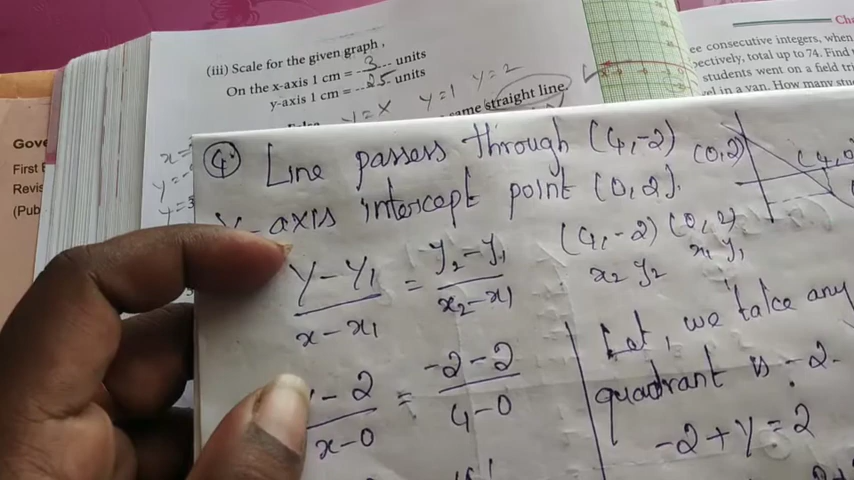 (iii) Scale for the given graph,
On the x-axis 1 cm = 3 units
y-axis 1 cm = 25 units
y = x y = 1 y = 2
same straight line.
ee consecutive integers, when
pectively, total up to 74. Find
students went on a field tri
vel in a van. How many stu
Gove
First
Revis
(Pub
4. Line passes through (4,-2)
(0,2)
axis intercept point (0,2).
y-y1/x-x1 = y2-y1/x2-x1
(4,-2) (0,2)
x2 y2 x1 y1
-2/x-0 = -2-2/4-0
Let, we take any
quadrant is -2.
-2+y=2